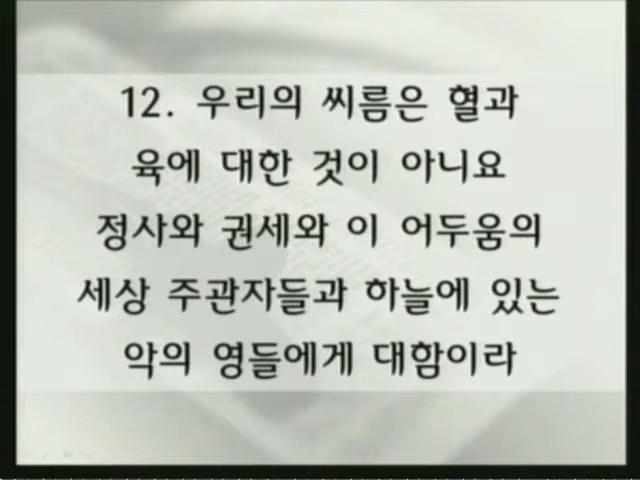 12. 우리의 씨름은 혈과
육에 대한 것이 아니요
정사와 권세와 이 어두움의
세상 주관자들과 하늘에 있는
악의 영들에게 대함이라